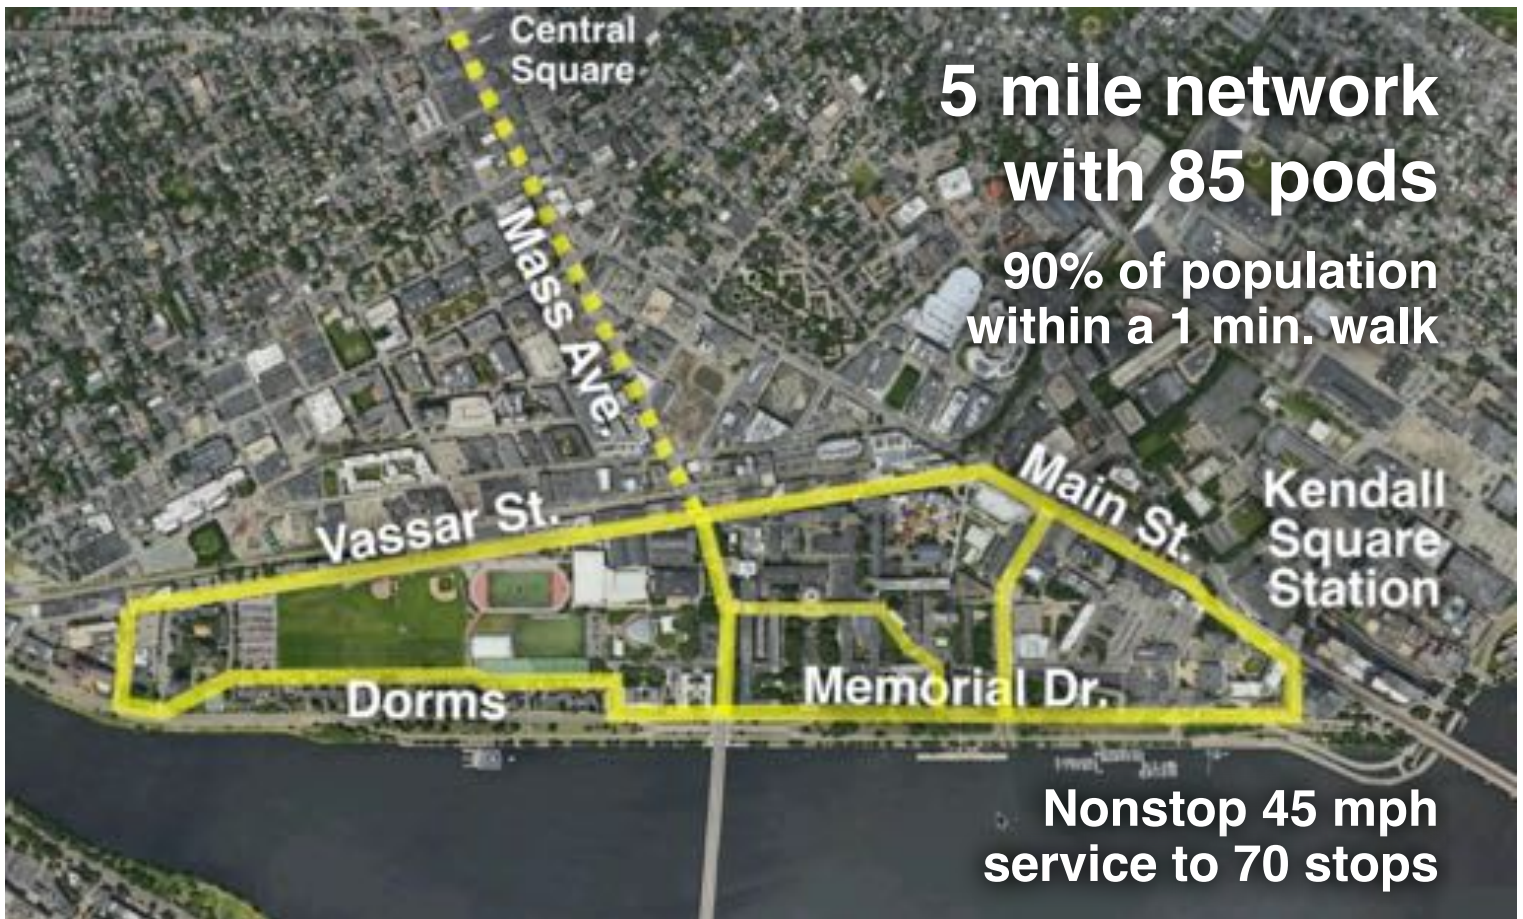 Central
Square
5 mile network
with 85 pods
90% of population
within a 1 min. walk
Mass Ave.
Vassar St.
Main St.
Kendall
Square
Station
Dorms
Memorial Dr.
Nonstop 45 mph
service to 70 stops